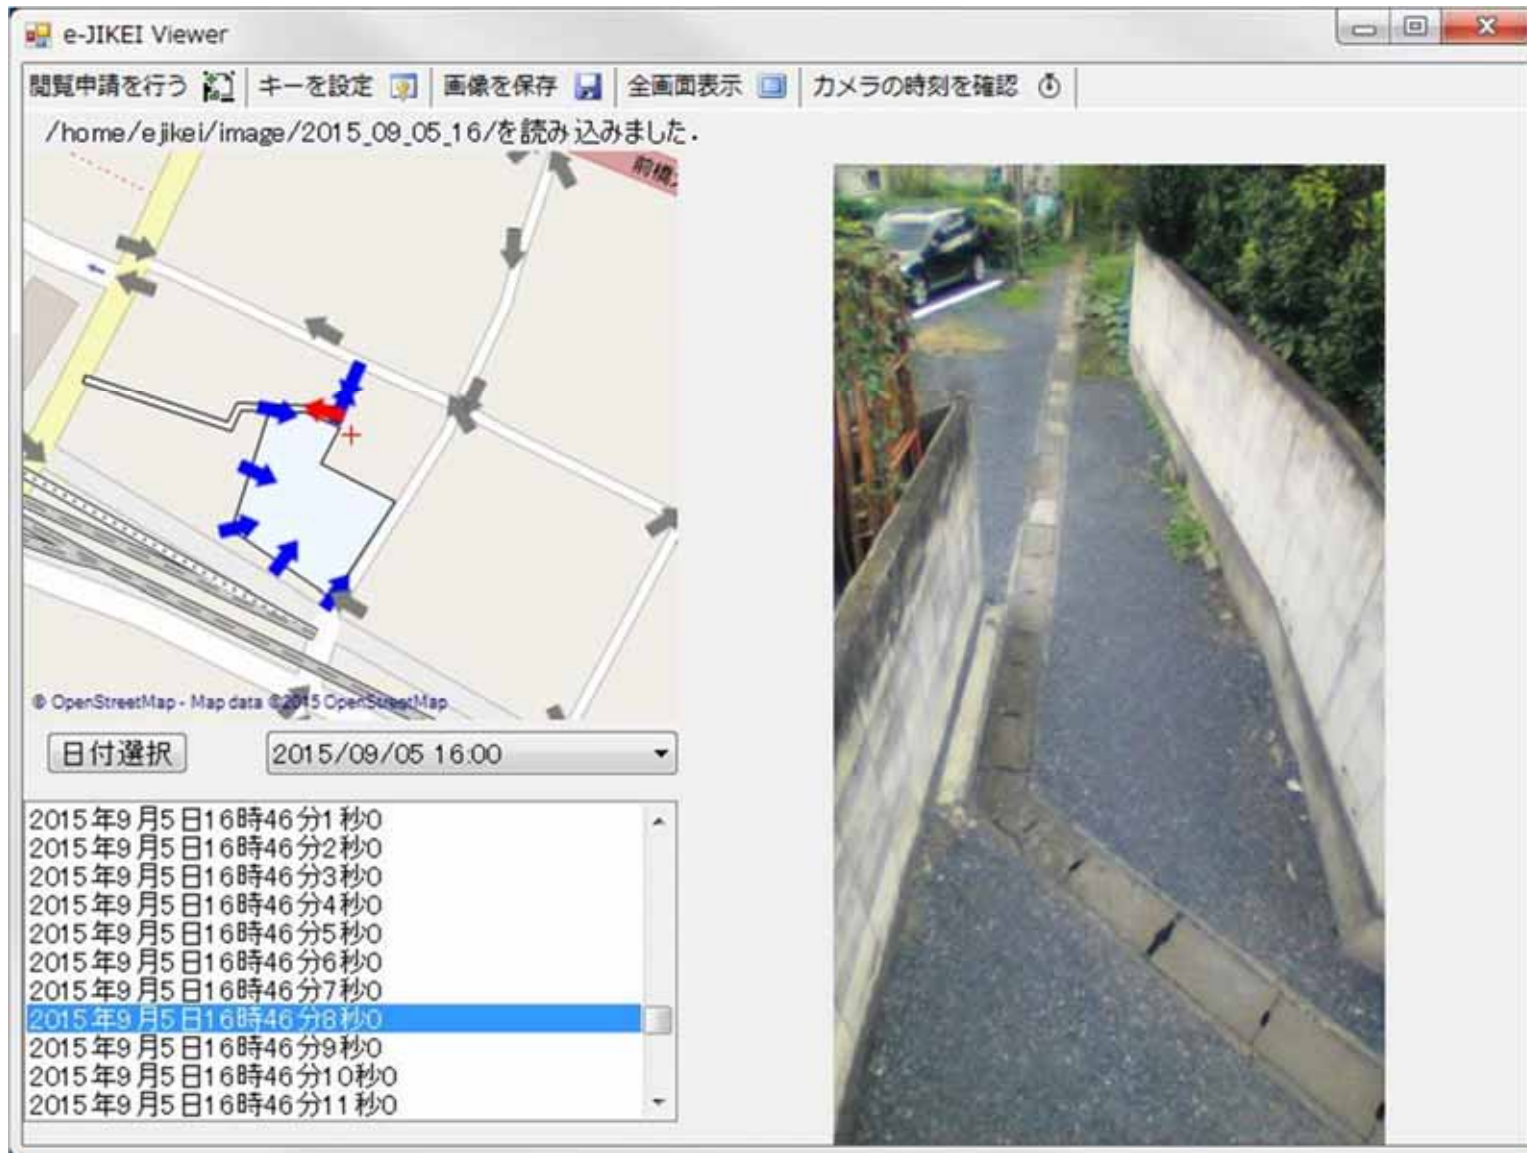 e-JIKEI Viewer
閲覧申請を行う キーを設定 画像を保存 全画面表示 カメラの時刻を確認
/home/ejikei/image/2015_09_05_16/を読み込みました.
前橋
© OpenStreetMap - Map data ©2015 OpenStreetMap
日付選択 2015/09/05 16:00
2015年9月5日16時46分1秒0
2015年9月5日16時46分2秒0
2015年9月5日16時46分3秒0
2015年9月5日16時46分4秒0
2015年9月5日16時46分5秒0
2015年9月5日16時46分6秒0
2015年9月5日16時46分7秒0
2015年9月5日16時46分8秒0
2015年9月5日16時46分9秒0
2015年9月5日16時46分10秒0
2015年9月5日16時46分11秒0